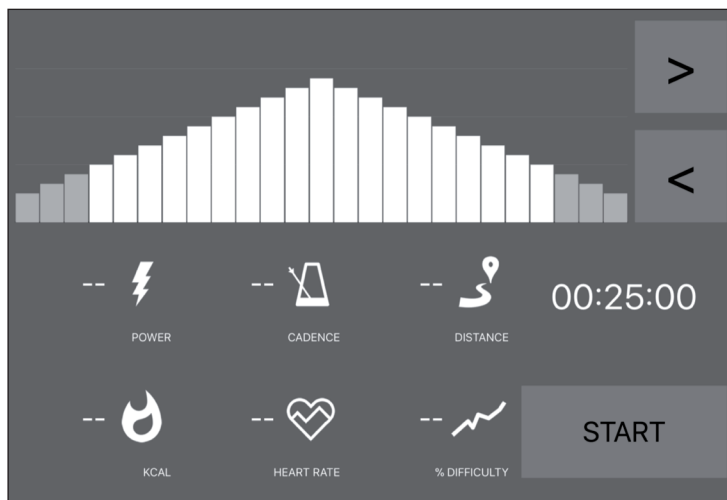 >
<
--
--
--
00:25:00
POWER
CADENCE
DISTANCE
--
--
--
START
KCAL
HEART RATE
% DIFFICULTY